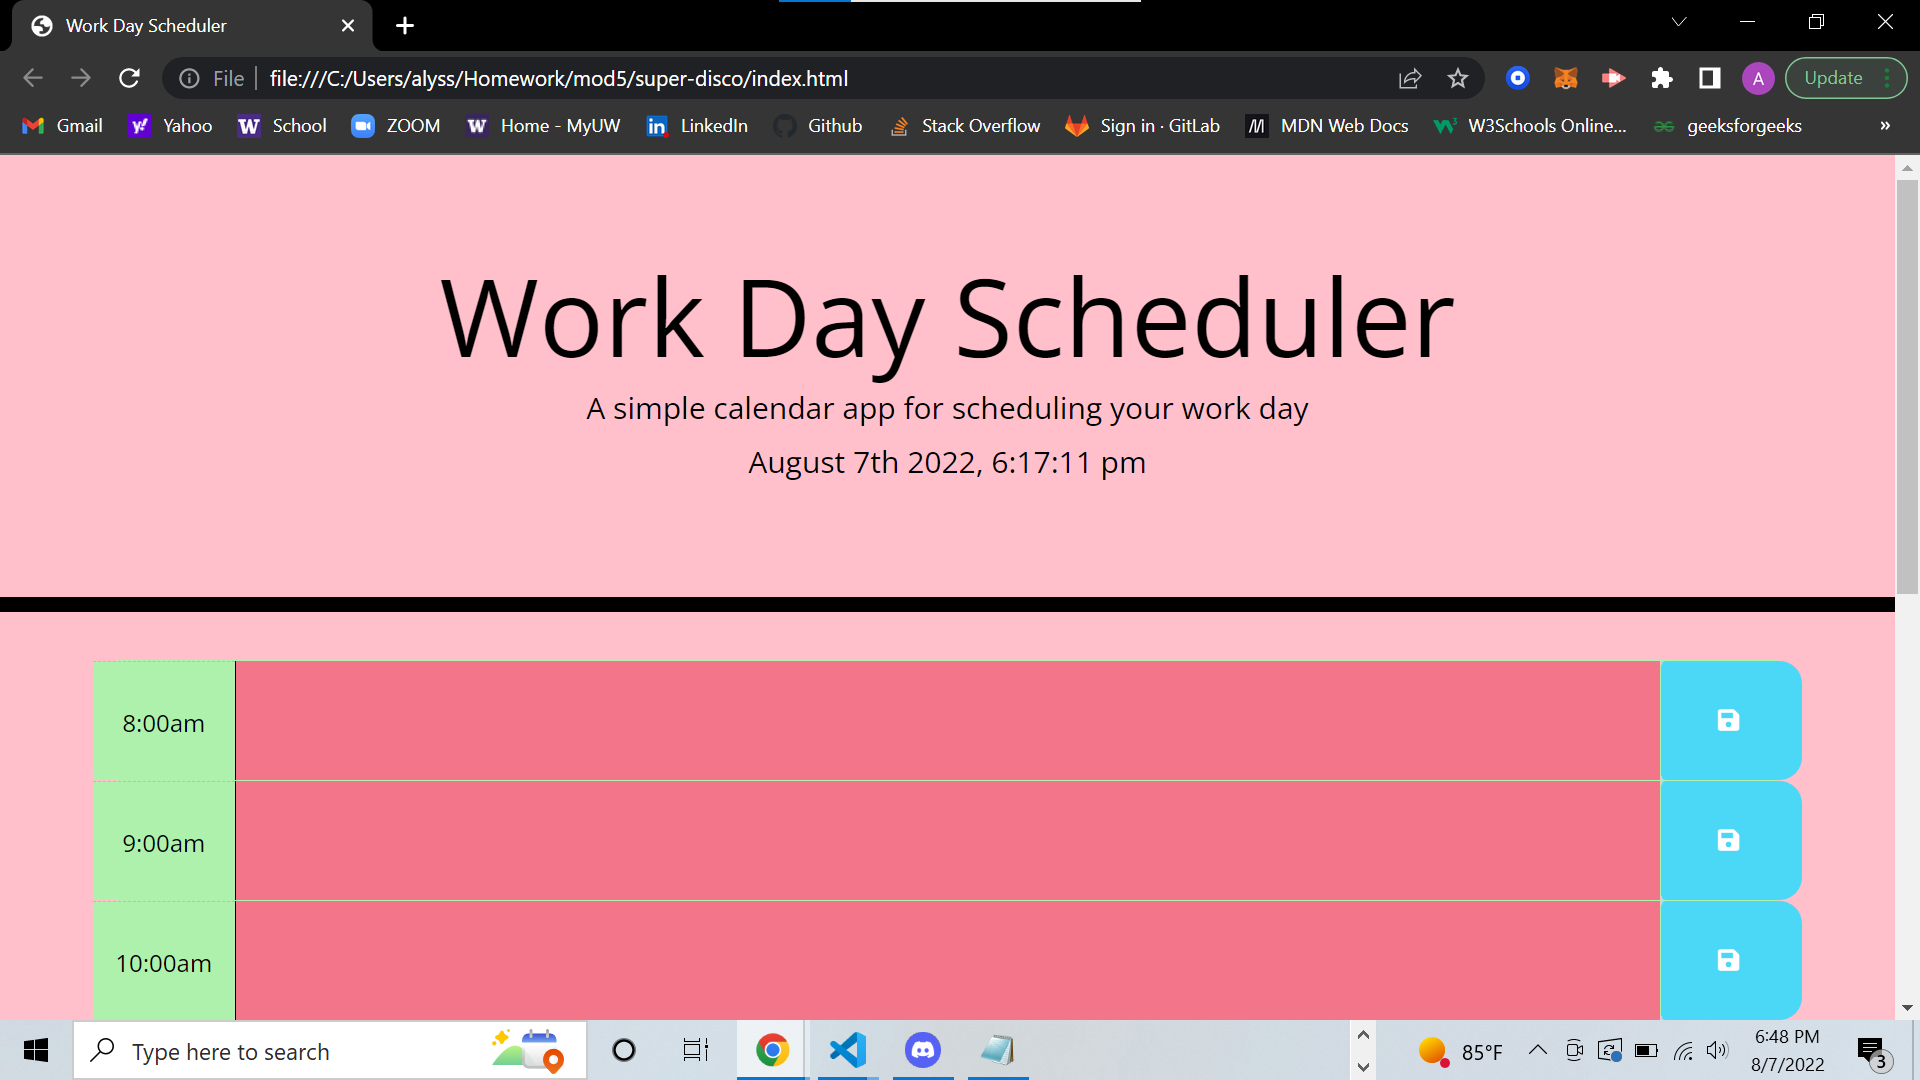 Work Day Scheduler
File file:///C:/Users/alyss/Homework/mod5/super-disco/index.html A Update
Gmail Yahoo School ZOOM Home - MyUW LinkedIn Github Stack Overflow Sign in · GitLab MDN Web Docs W3Schools Online... geeksforgeeks »
Work Day Scheduler
A simple calendar app for scheduling your work day
August 7th 2022, 6:17:11 pm
8:00am
9:00am
10:00am
Type here to search
85°F
6:48 PM
8/7/2022
3